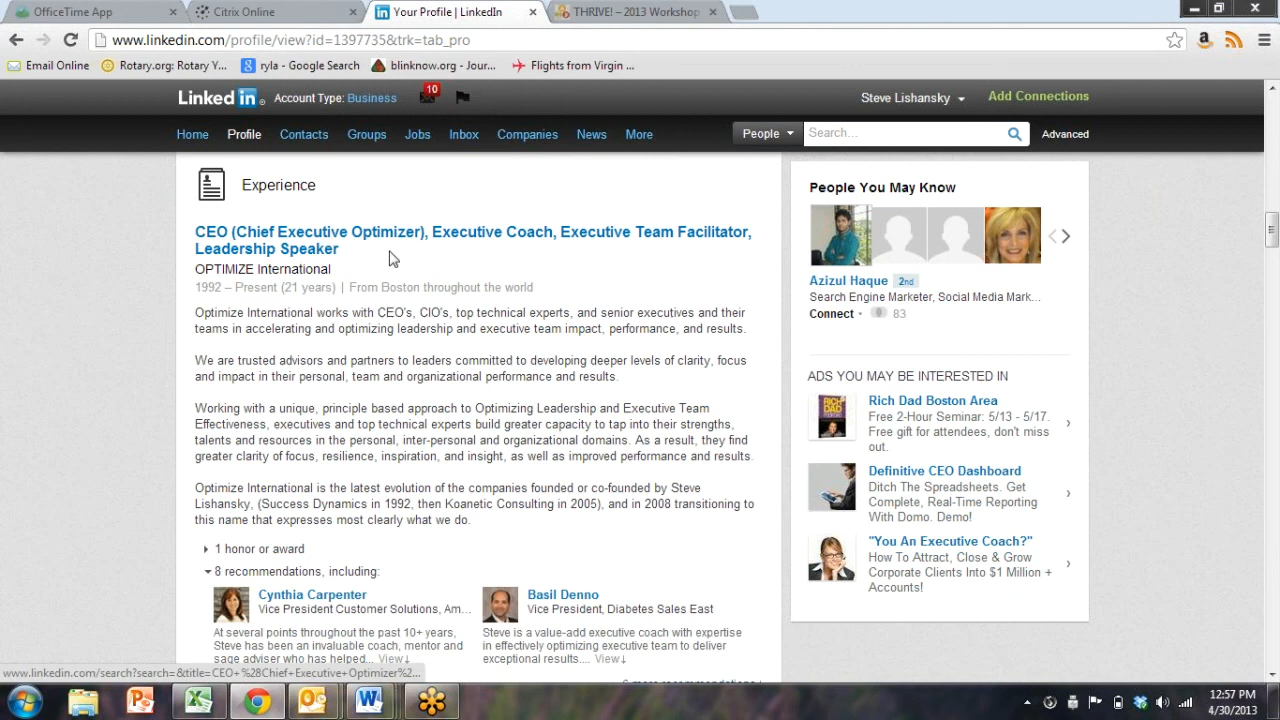 OfficeTime App
Citrix Online
Your Profile | LinkedIn
THRIVE! – 2013 Workshop
www.linkedin.com/profile/view?id=1397735&trk=tab_pro
Email Online
Rotary.org: Rotary Y...
ryla - Google Search
blinknow.org - Jour...
Flights from Virgin ...
Linked in
Account Type: Business
10
Steve Lishansky
Add Connections
Home Profile Contacts Groups Jobs Inbox Companies News More
People
Search...
Advanced
Experience
CEO (Chief Executive Optimizer), Executive Coach, Executive Team Facilitator,
Leadership Speaker
OPTIMIZE International
1992 – Present (21 years) | From Boston throughout the world
Optimize International works with CEO's, CIO's, top technical experts, and senior executives and their
teams in accelerating and optimizing leadership and executive team impact, performance, and results.
We are trusted advisors and partners to leaders committed to developing deeper levels of clarity, focus
and impact in their personal, team and organizational performance and results.
Working with a unique, principle based approach to Optimizing Leadership and Executive Team
Effectiveness, executives and top technical experts build greater capacity to tap into their strengths,
talents and resources in the personal, inter-personal and organizational domains. As a result, they find
greater clarity of focus, resilience, inspiration, and insight, as well as improved performance and results.
Optimize International is the latest evolution of the companies founded or co-founded by Steve
Lishansky, (Success Dynamics in 1992, then Koanetic Consulting in 2005), and in 2008 transitioning to
this name that expresses most clearly what we do.
1 honor or award
8 recommendations, including:
Cynthia Carpenter
Vice President Customer Solutions, Am...
At several points throughout the past 10+ years,
Steve has been an invaluable coach, mentor and
sage adviser who has helped... View↓
Basil Denno
Vice President, Diabetes Sales East
Steve is a value-add executive coach with expertise
in effectively optimizing executive team to deliver
exceptional results.... View↓
6 more recommendations↓
People You May Know
Azizul Haque 2nd
Search Engine Marketer, Social Media Mark...
Connect · 83
ADS YOU MAY BE INTERESTED IN
RICH DAD
Rich Dad Boston Area
Free 2-Hour Seminar: 5/13 - 5/17.
Free gift for attendees, don't miss
out.
Definitive CEO Dashboard
Ditch The Spreadsheets. Get
Complete, Real-Time Reporting
With Domo. Demo!
"You An Executive Coach?"
How To Attract, Close & Grow
Corporate Clients Into $1 Million +
Accounts!
www.linkedin.com/search?search=&title=CEO+%28Chief+Executive+Optimizer%2...
12:57 PM
4/30/2013